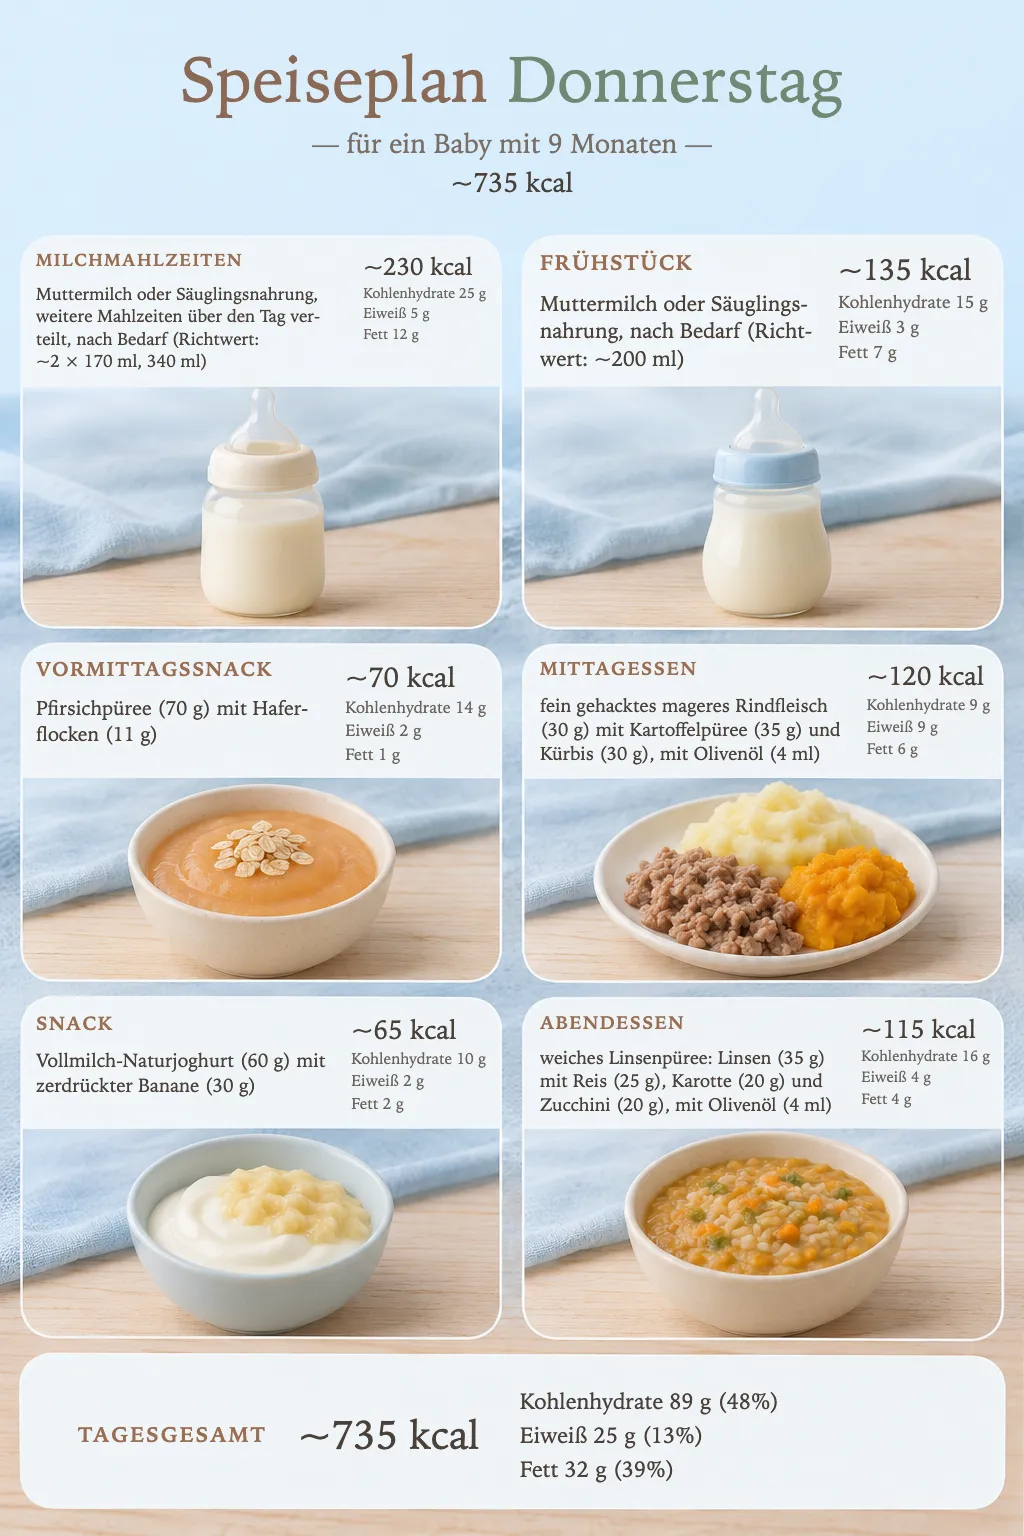 Speiseplan Donnerstag
— für ein Baby mit 9 Monaten —
~735 kcal
MILCHMAHLZEITEN
Muttermilch oder Säuglingsnahrung,
weitere Mahlzeiten über den Tag ver-
teilt, nach Bedarf (Richtwert:
~2 × 170 ml, 340 ml)
~230 kcal
Kohlenhydrate 25 g
Eiweiß 5 g
Fett 12 g
FRÜHSTÜCK
Muttermilch oder Säuglings-
nahrung, nach Bedarf (Richt-
wert: ~200 ml)
~135 kcal
Kohlenhydrate 15 g
Eiweiß 3 g
Fett 7 g
VORMITTAGSSNACK
Pfirsichpüree (70 g) mit Hafer-
flocken (11 g)
~70 kcal
Kohlenhydrate 14 g
Eiweiß 2 g
Fett 1 g
MITTAGESSEN
fein gehacktes mageres Rindfleisch
(30 g) mit Kartoffelpüree (35 g) und
Kürbis (30 g), mit Olivenöl (4 ml)
~120 kcal
Kohlenhydrate 9 g
Eiweiß 9 g
Fett 6 g
SNACK
Vollmilch-Naturjoghurt (60 g) mit
zerdrückter Banane (30 g)
~65 kcal
Kohlenhydrate 10 g
Eiweiß 2 g
Fett 2 g
ABENDESSEN
weiches Linsenpüree: Linsen (35 g)
mit Reis (25 g), Karotte (20 g) und
Zucchini (20 g), mit Olivenöl (4 ml)
~115 kcal
Kohlenhydrate 16 g
Eiweiß 4 g
Fett 4 g
TAGESGESAMT
~735 kcal
Kohlenhydrate 89 g (48%)
Eiweiß 25 g (13%)
Fett 32 g (39%)